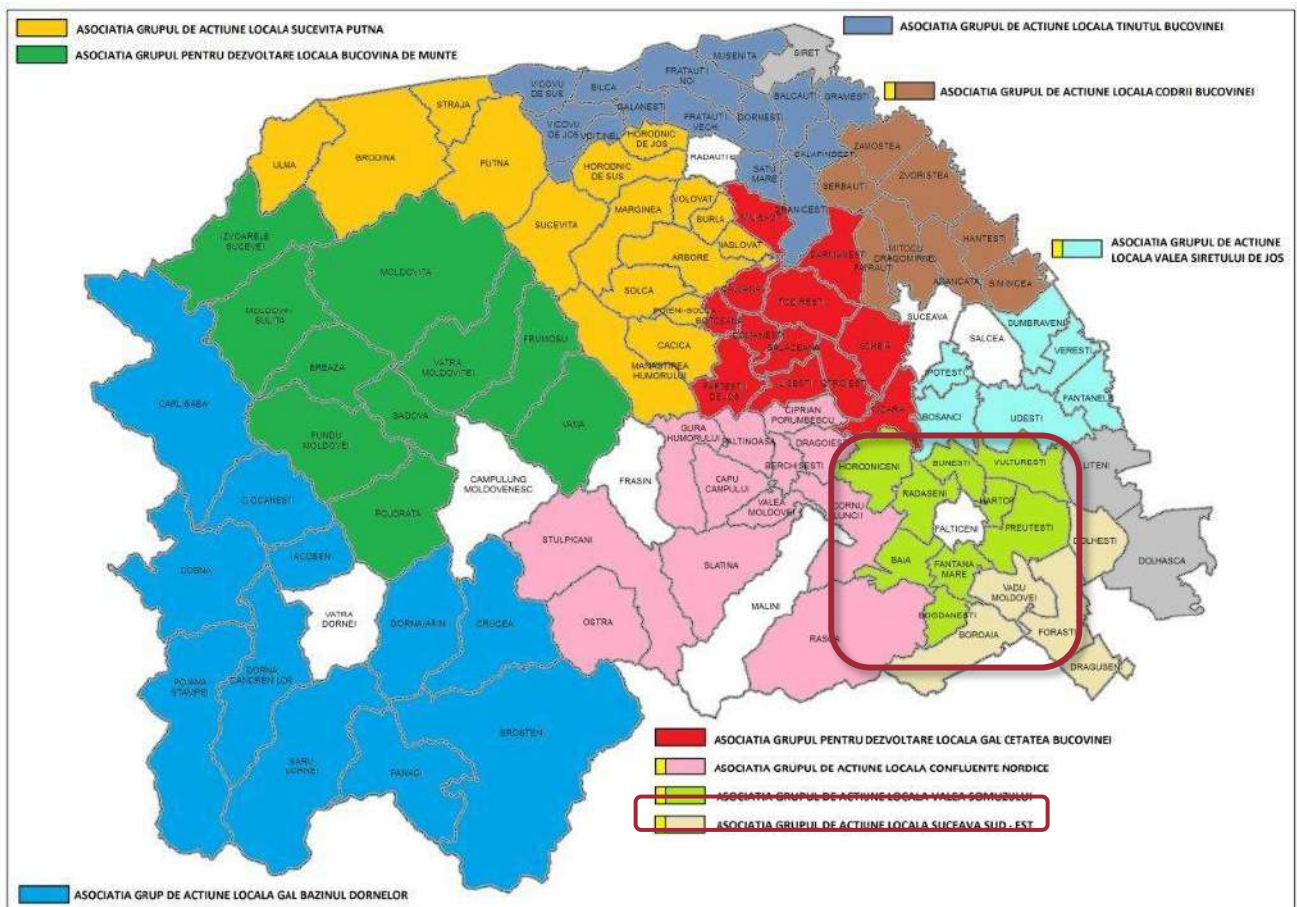 ASOCIATIA GRUPUL DE ACTIUNE LOCALA SUCEVITA PUTNA
ASOCIATIA GRUPUL PENTRU DEZVOLTARE LOCALA BUCOVINA DE MUNTE
ASOCIATIA GRUPUL DE ACTIUNE LOCALA TINUTUL BUCOVINEI
ASOCIATIA GRUPUL DE ACTIUNE LOCALA CODRII BUCOVINEI
ASOCIATIA GRUPUL DE ACTIUNE
LOCALA VALEA SIRETULUI DE JOS
MUSENITA
SIRET
VICOVU
DE SUS
BILCA
FRATAUTI
NOI
BALCAUTI
GRAMESTI
STRAJA
GALANESTI
FRATAUTI
VECHI
DORNESTI
VICOVU
DE JOS
VOITINEL
HORODNIC
DE JOS
ULMA
BRODINA
PUTNA
RADAUTI
CALAFINDESTI
ZAMOSTEA
HORODNIC
DE SUS
SATU
MARE
SERBAUTI
ZVORISTEA
SUCEVITA
MARGINEA
VOLOVAT
BURLA
GRANICESTI
IZVOARELE
SUCEVEI
ARBORE
IASLOVAT
DARMANESTI
PATRAUTI
MITOCU
DRAGOMIRNEI
HANTESTI
MOLDOVITA
SOLCA
SIMINICEA
POIENI-SOLCA
BOTOSANA
MOLDOVA
SULITA
FRUMOSU
CACICA
BALACEANA
SCHEIA
SUCEAVA
SALCEA
DUMBRAVENI
VERESTI
BREAZA
VATRA
MOLDOVITEI
MANASTIREA
HUMORULUI
PARTESTI
DE JOS
ILISESTI
CARLIBABA
SADOVA
VAMA
CIPRIAN
PORUMBESCU
BOSANCI
UDESTI
FANTANELE
FUNDU
MOLDOVEI
GURA
HUMORULUI
PALTINOASA
DRAGOIESTI
BERCHISESTI
HORODNICENI
BUNESTI
VULTURESTI
LITENI
CAMPULUNG
MOLDOVENESC
FRASIN
CAPU
CAMPULUI
VALEA
MOLDOVEI
CORNU
LUNCII
RADASENI
HARTOP
CIOCANESTI
POJORATA
FALTICENI
PREUTESTI
STULPICANI
SLATINA
BAIA
FANTANA
MARE
DOLHESTI
DOLHASCA
IACOBENI
VATRA
DORNEI
DORNA-ARINI
CRUCEA
OSTRA
MALINI
RASCA
BOGDANESTI
VADU
MOLDOVEI
BOROAIA
FORASTI
DRAGUSENI
POIANA
STAMPEI
DORNA
CANDRENILOR
SARU
DORNEI
PANACI
BROSTENI
ASOCIATIA GRUPUL PENTRU DEZVOLTARE LOCALA GAL CETATEA BUCOVINEI
ASOCIATIA GRUPUL DE ACTIUNE LOCALA CONFLUENTE NORDICE
ASOCIATIA GRUPUL DE ACTIUNE LOCALA VALEA SOMUZULUI
ASOCIATIA GRUPUL DE ACTIUNE LOCALA SUCEAVA SUD - EST
ASOCIATIA GRUP DE ACTIUNE LOCALA GAL BAZINUL DORNELOR